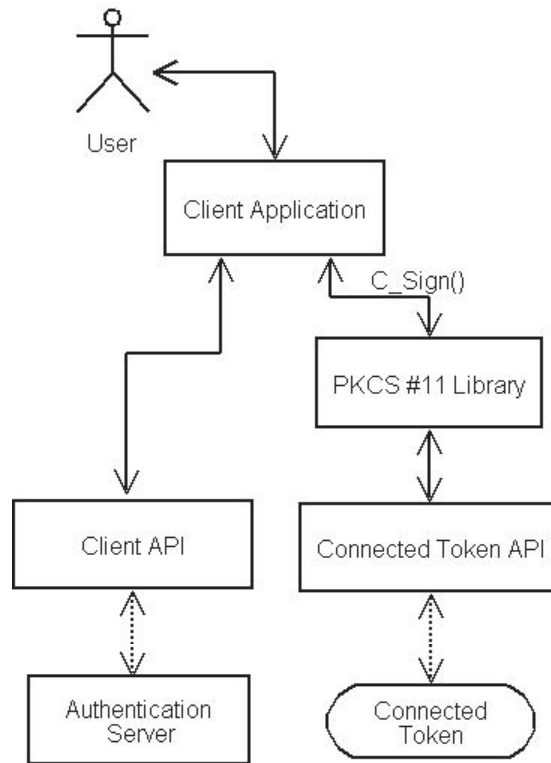 User
Client Application
C_Sign()
PKCS #11 Library
Client API
Connected Token API
Authentication
Server
Connected
Token